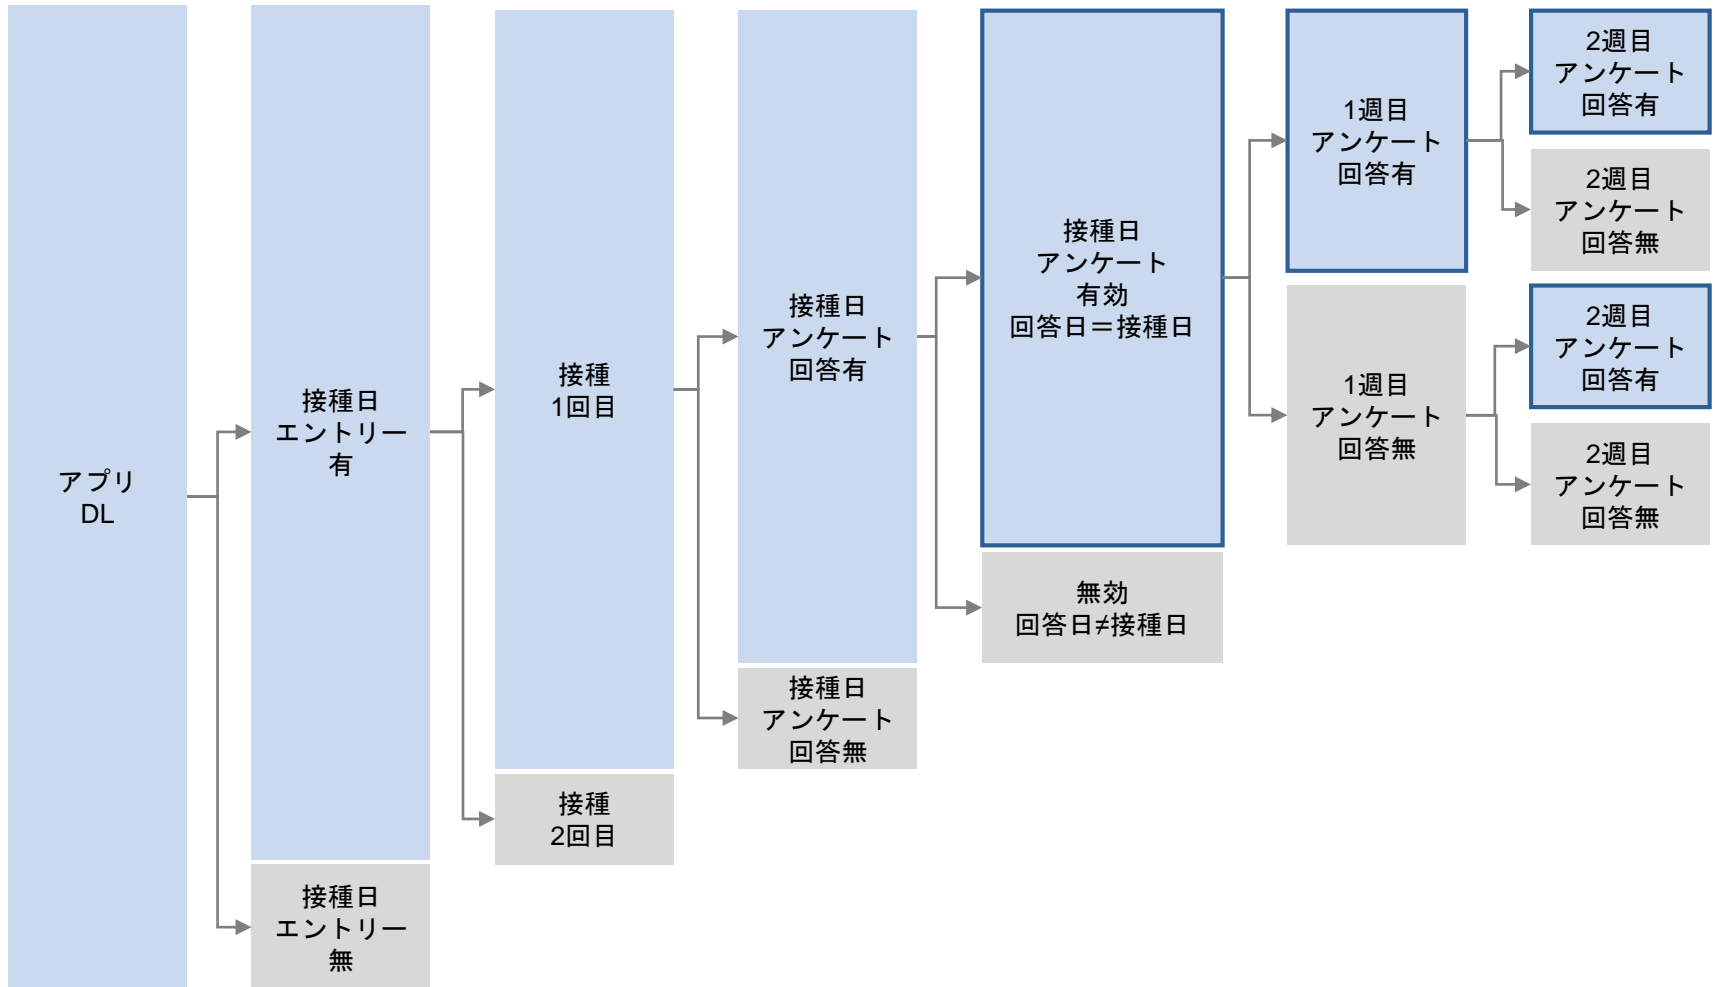 アプリ
DL
接種日
エントリー
有
接種日
エントリー
無
接種
1回目
接種
2回目
接種日
アンケート
回答有
接種日
アンケート
回答無
接種日
アンケート
有効
回答日＝接種日
無効
回答日≠接種日
1週目
アンケート
回答有
1週目
アンケート
回答無
2週目
アンケート
回答有
2週目
アンケート
回答無
2週目
アンケート
回答有
2週目
アンケート
回答無